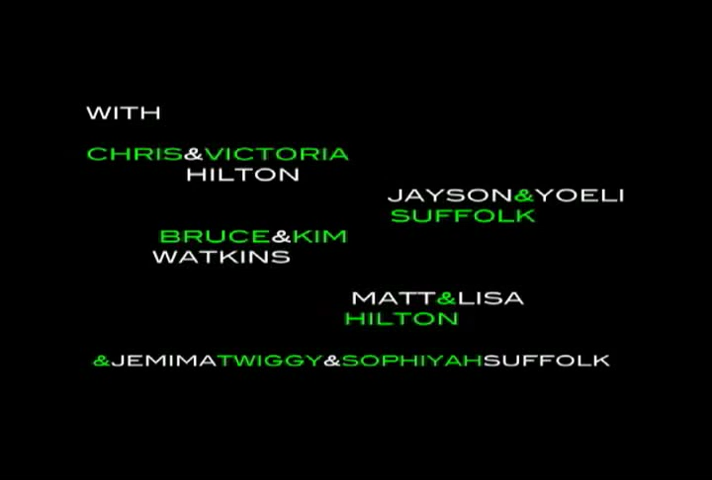 WITH
CHRIS&VICTORIA
HILTON
JAYSON&YOELI
SUFFOLK
BRUCE&KIM
WATKINS
MATT&LISA
HILTON
&JEMIMATWIGGY&SOPHIYAHSUFFOLK